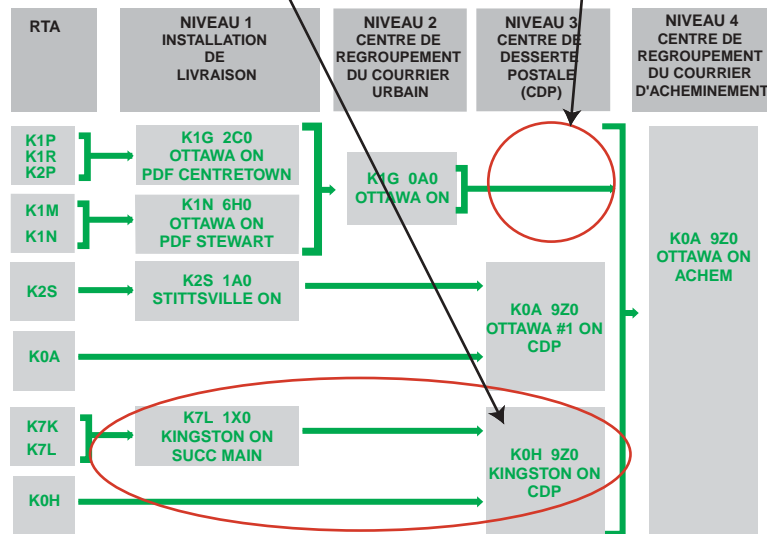 RTA
NIVEAU 1
INSTALLATION
DE
LIVRAISON
NIVEAU 2
CENTRE DE
REGROUPEMENT
DU COURRIER
URBAIN
NIVEAU 3
CENTRE DE
DESSERTE
POSTALE
(CDP)
NIVEAU 4
CENTRE DE
REGROUPEMENT
DU COURRIER
D'ACHEMINEMENT
K1P
K1R
K2P
K1G 2C0
OTTAWA ON
PDF CENTRETOWN
K1M
K1N
K1N 6H0
OTTAWA ON
PDF STEWART
K1G 0A0
OTTAWA ON
K2S
K2S 1A0
STITTSVILLE ON
K0A
K0A 9Z0
OTTAWA #1 ON
CDP
K7K
K7L
K7L 1X0
KINGSTON ON
SUCC MAIN
K0H
K0H 9Z0
KINGSTON ON
CDP
K0A 9Z0
OTTAWA ON
ACHEM